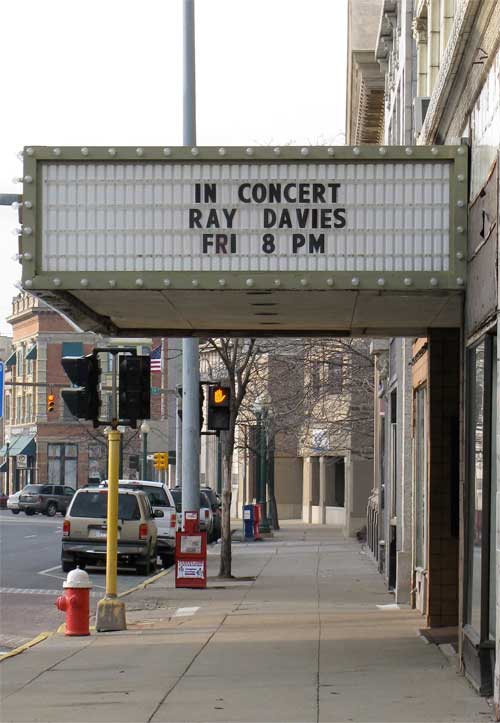 IN CONCERT
RAY DAVIES
FRI 8 PM